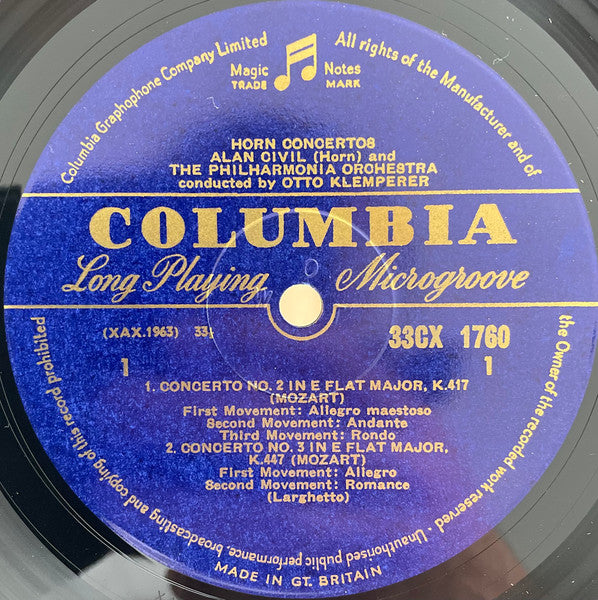 Columbia Graphophone Company Limited
All rights of the Manufacturer and of
the Owner of the recorded work reserved · Unauthorised public performance, broadcasting and copying of this record prohibited
Magic Notes
TRADE MARK
HORN CONCERTOS
ALAN CIVIL (Horn) and
THE PHILHARMONIA ORCHESTRA
conducted by OTTO KLEMPERER
COLUMBIA
Long Playing Microgroove
(XAX.1963) 33⅓ 33CX 1760
1 1
1. CONCERTO NO. 2 IN E FLAT MAJOR, K.417
(MOZART)
First Movement: Allegro maestoso
Second Movement: Andante
Third Movement: Rondo
2. CONCERTO NO. 3 IN E FLAT MAJOR,
K.447 (MOZART)
First Movement: Allegro
Second Movement: Romance
(Larghetto)
MADE IN GT. BRITAIN